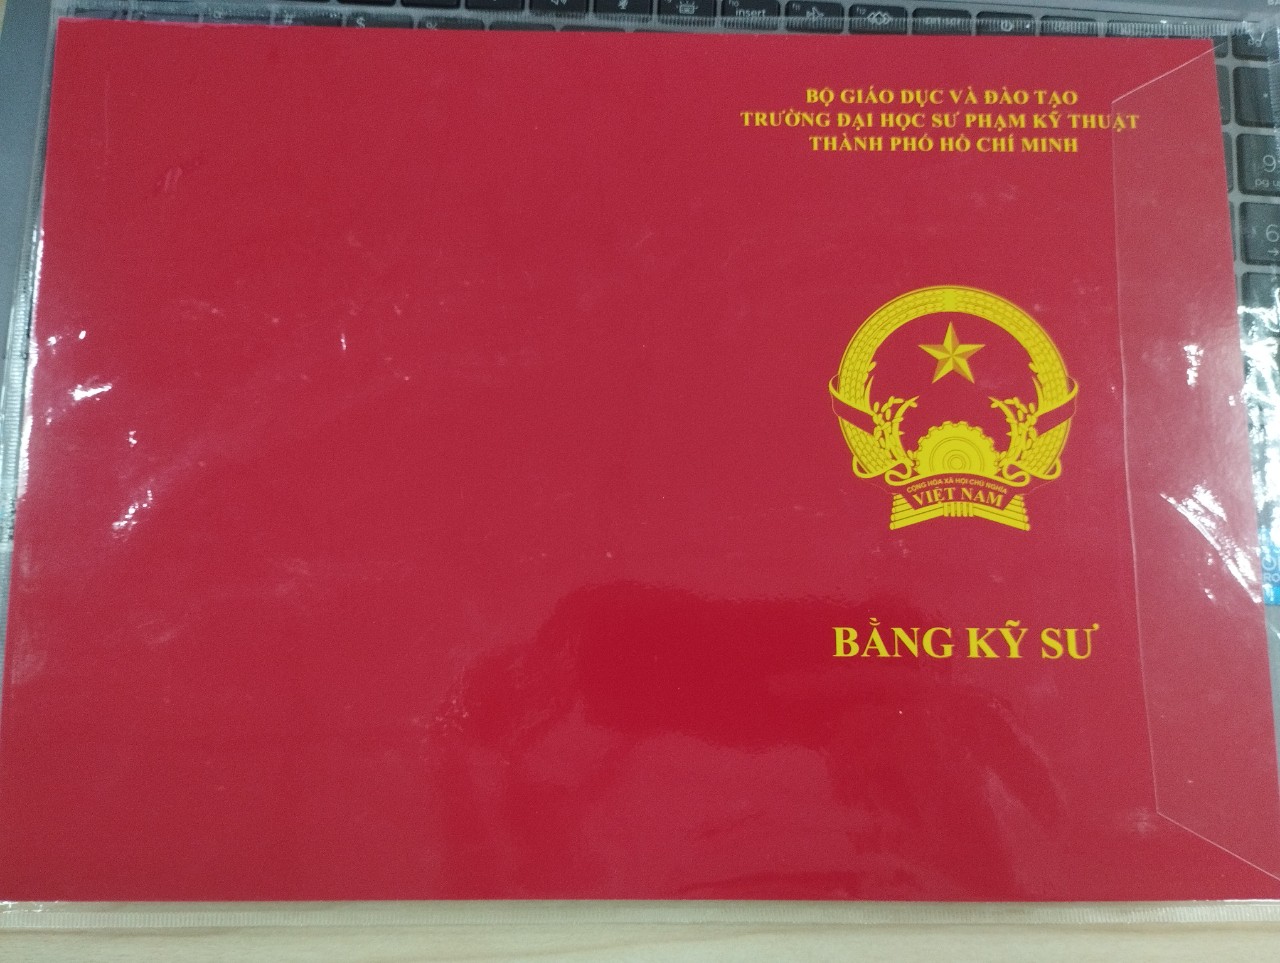 insert
BỘ GIÁO DỤC VÀ ĐÀO TẠO
TRƯỜNG ĐẠI HỌC SƯ PHẠM KỸ THUẬT
THÀNH PHỐ HỒ CHÍ MINH
CỘNG HÒA XÃ HỘI CHỦ NGHĨA
VIỆT NAM
BẰNG KỸ SƯ